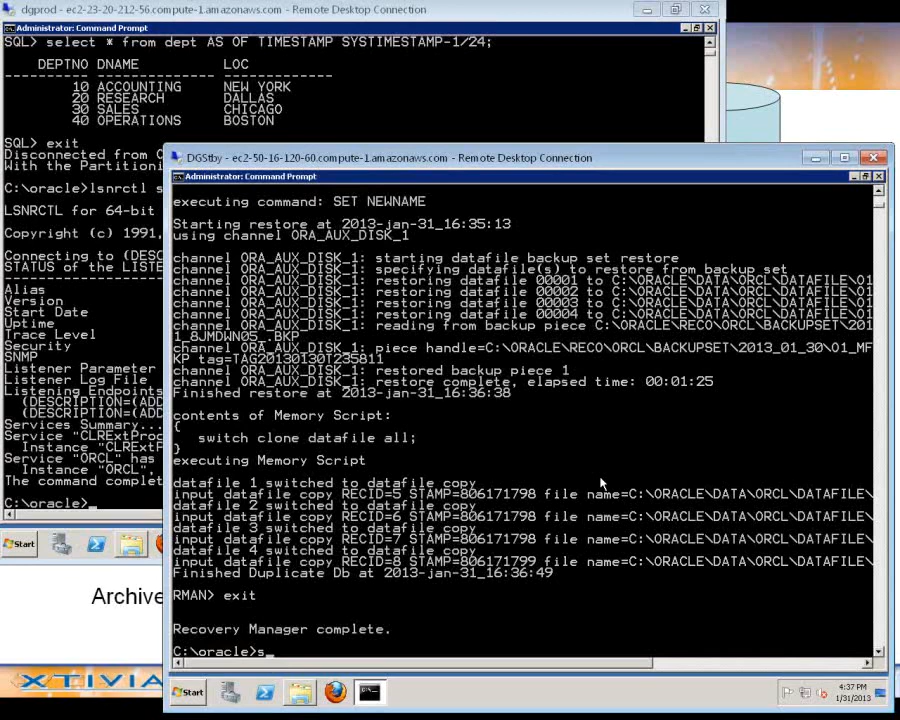 dgprod - ec2-23-20-212-56.compute-1.amazonaws.com - Remote Desktop Connection
Administrator: Command Prompt
SQL> select * from dept AS OF TIMESTAMP SYSTIMESTAMP-1/24;
DEPTNO DNAME LOC
---------- -------------- -------------
10 ACCOUNTING NEW YORK
20 RESEARCH DALLAS
30 SALES CHICAGO
40 OPERATIONS BOSTON
SQL> exit
Disconnected from O
With the Partitioni
C:\oracle>lsnrctl s
LSNRCTL for 64-bit
Copyright (c) 1991,
Connecting to (DESC
STATUS of the LISTE
Alias
Version
Start Date
Uptime
Trace Level
Security
SNMP
Listener Parameter
Listener Log File
Listening Endpoints
(DESCRIPTION=(ADD
(DESCRIPTION=(ADD
Services Summary...
Service "CLRExtProc
Instance "CLRExtP
Service "ORCL" has
Instance "ORCL",
The command complet
C:\oracle>_
Start
Archive
XTIVIA
DGStby - ec2-50-16-120-60.compute-1.amazonaws.com - Remote Desktop Connection
Administrator: Command Prompt
executing command: SET NEWNAME
Starting restore at 2013-jan-31_16:35:13
using channel ORA_AUX_DISK_1
channel ORA_AUX_DISK_1: starting datafile backup set restore
channel ORA_AUX_DISK_1: specifying datafile(s) to restore from backup set
channel ORA_AUX_DISK_1: restoring datafile 00001 to C:\ORACLE\DATA\ORCL\DATAFILE\O1
channel ORA_AUX_DISK_1: restoring datafile 00002 to C:\ORACLE\DATA\ORCL\DATAFILE\O1
channel ORA_AUX_DISK_1: restoring datafile 00003 to C:\ORACLE\DATA\ORCL\DATAFILE\O1
channel ORA_AUX_DISK_1: restoring datafile 00004 to C:\ORACLE\DATA\ORCL\DATAFILE\O1
channel ORA_AUX_DISK_1: reading from backup piece C:\ORACLE\RECO\ORCL\BACKUPSET\201
1_8JMDWN05_.BKP
channel ORA_AUX_DISK_1: piece handle=C:\ORACLE\RECO\ORCL\BACKUPSET\2013_01_30\O1_MF
KP tag=TAG20130130T235811
channel ORA_AUX_DISK_1: restored backup piece 1
channel ORA_AUX_DISK_1: restore complete, elapsed time: 00:01:25
Finished restore at 2013-jan-31_16:36:38
contents of Memory Script:
{
switch clone datafile all;
}
executing Memory Script
datafile 1 switched to datafile copy
input datafile copy RECID=5 STAMP=806171798 file name=C:\ORACLE\DATA\ORCL\DATAFILE\
datafile 2 switched to datafile copy
input datafile copy RECID=6 STAMP=806171798 file name=C:\ORACLE\DATA\ORCL\DATAFILE\
datafile 3 switched to datafile copy
input datafile copy RECID=7 STAMP=806171798 file name=C:\ORACLE\DATA\ORCL\DATAFILE\
datafile 4 switched to datafile copy
input datafile copy RECID=8 STAMP=806171799 file name=C:\ORACLE\DATA\ORCL\DATAFILE\
Finished Duplicate Db at 2013-jan-31_16:36:49
RMAN> exit
Recovery Manager complete.
C:\oracle>s_
Start
4:37 PM
1/31/2013